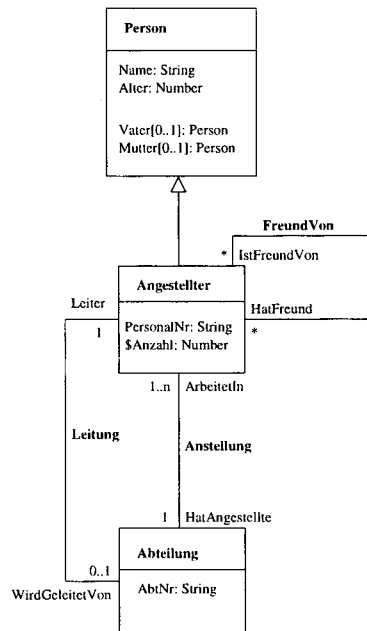 Person
Name: String
Alter: Number
Vater[0..1]: Person
Mutter[0..1]: Person
FreundVon
* IstFreundVon
Angestellter
Leiter
HatFreund
PersonalNr: String
1
*
$Anzahl: Number
1..n ArbeitetIn
Leitung
Anstellung
1 HatAngestellte
Abteilung
0..1
WirdGeleitetVon
AbtNr: String